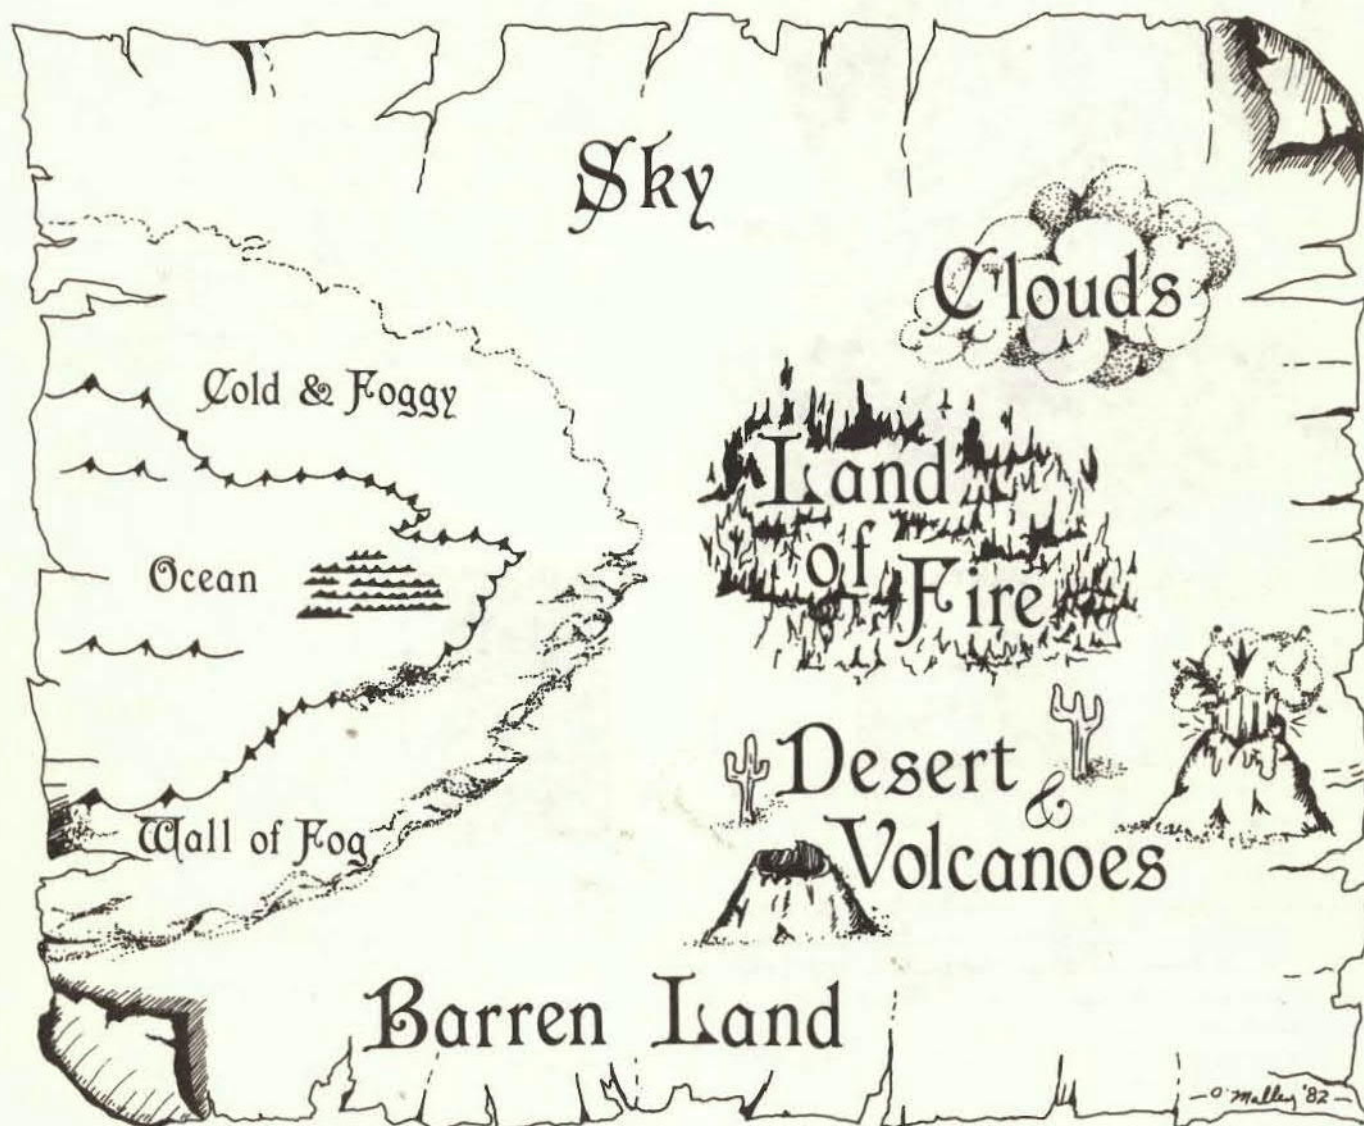 Sky
Clouds
Cold & Foggy
Land
of Fire
Ocean
Desert
&
Volcanoes
Wall of Fog
Barren Land
O'Malley '82